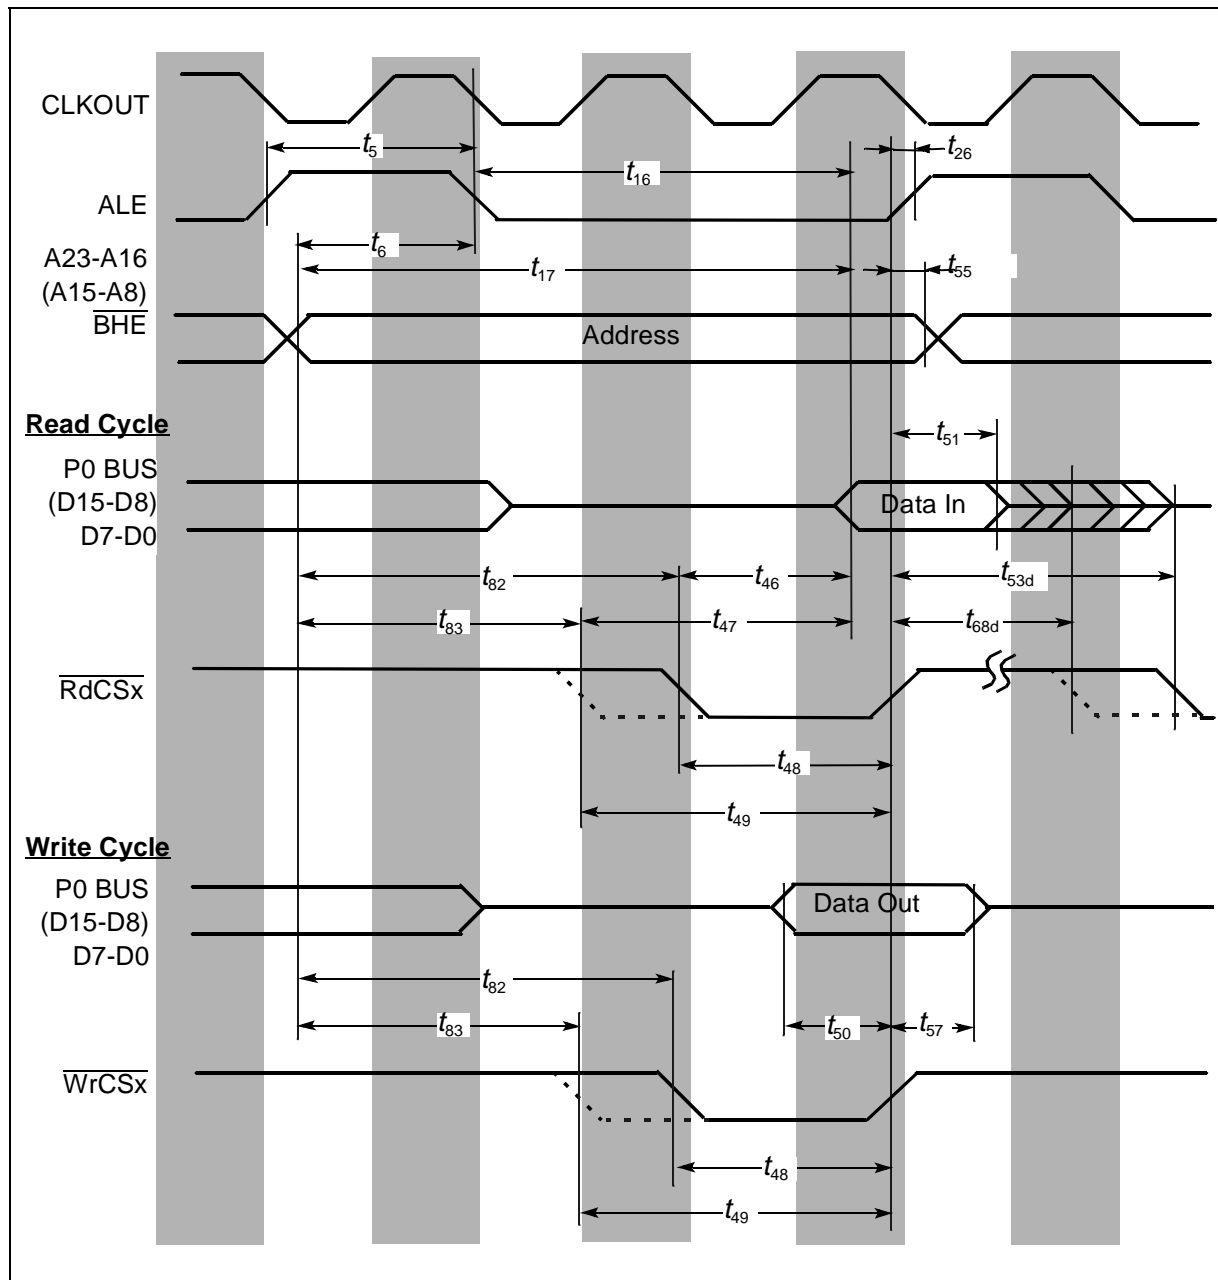 CLKOUT
t5
t26
t16
ALE
t6
A23-A16
t17
t55
(A15-A8)
BHE
Address
Read Cycle
t51
P0 BUS
(D15-D8)
Data In
D7-D0
t82
t46
t53d
t83
t47
t68d
RdCSx
t48
t49
Write Cycle
P0 BUS
(D15-D8)
Data Out
D7-D0
t82
t83
t50
t57
WrCSx
t48
t49